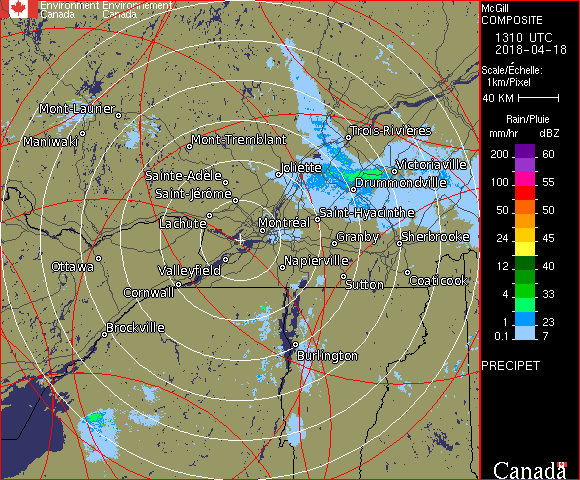 Environment Environnement
Canada Canada
McGill
COMPOSITE
1310 UTC
2018-04-18
Scale/Échelle:
1km/Pixel
40 KM
Rain/Pluie
mm/hr dBZ
200 60
100 55
50 50
24 45
12 40
4 33
1 23
0.1 7
PRECIPET
Canada
Mont-Laurier
Maniwaki
Mont-Tremblant
Trois-Rivières
Joliette
Victoriaville
Sainte-Adèle
Drummondville
Saint-Jérôme
Lachute
Saint-Hyacinthe
Montréal
Granby
Sherbrooke
Ottawa
Valleyfield
Napierville
Cornwall
Sutton
Coaticook
Brockville
Burlington